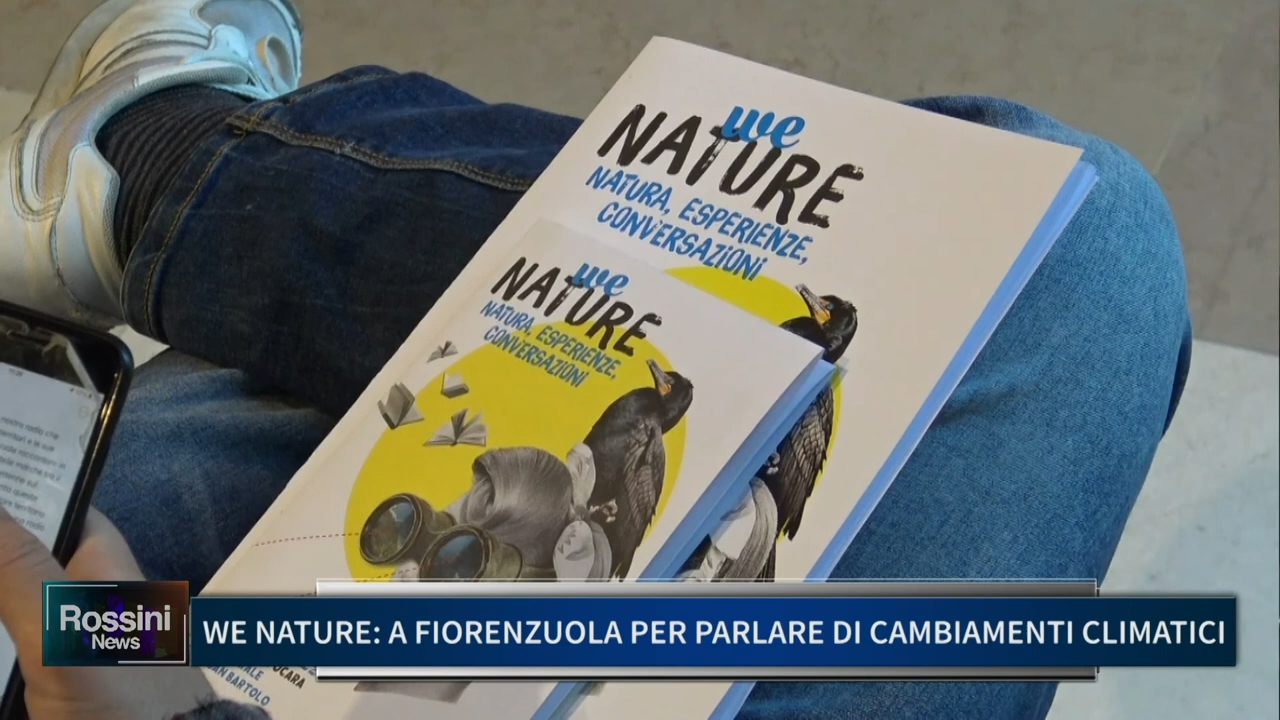 we
NATURE
NATURA, ESPERIENZE,
CONVERSAZIONI
we
NATURE
NATURA, ESPERIENZE,
CONVERSAZIONI
Rossini
News
WE NATURE: A FIORENZUOLA PER PARLARE DI CAMBIAMENTI CLIMATICI